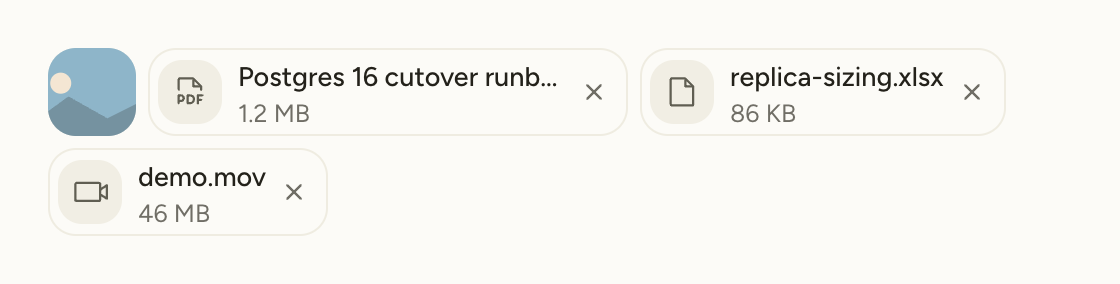 PDF
Postgres 16 cutover runb...
1.2 MB
replica-sizing.xlsx
86 KB
demo.mov
46 MB